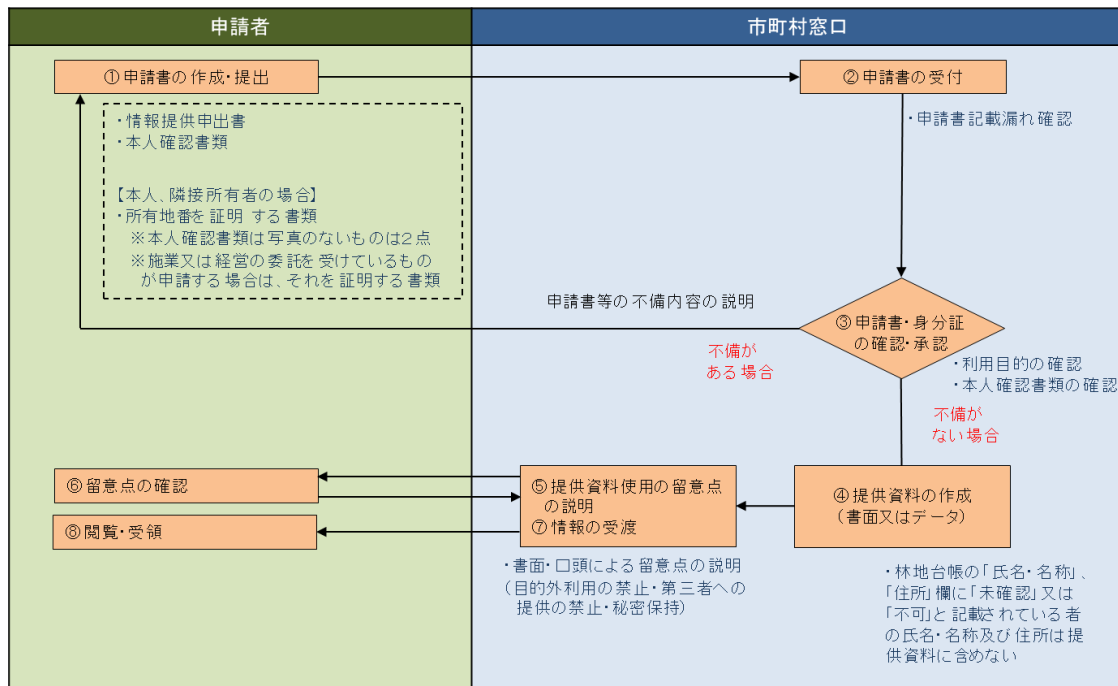 申請者
市町村窓口
①申請書の作成・提出
②申請書の受付
・情報提供申出書
・本人確認書類
【本人、隣接所有者の場合】
・所有地番を証明する書類
※本人確認書類は写真のないものは2点
※施業又は経営の委託を受けているもの
が申請する場合は、それを証明する書類
・申請書記載漏れ確認
申請書等の不備内容の説明
③申請書・身分証
の確認・承認
不備が
ある場合
・利用目的の確認
・本人確認書類の確認
不備が
ない場合
⑥留意点の確認
⑤提供資料使用の留意点
の説明
⑦情報の受渡
④提供資料の作成
(書面又はデータ)
⑧閲覧・受領
・書面・口頭による留意点の説明
(目的外利用の禁止・第三者への
提供の禁止・秘密保持)
・林地台帳の「氏名・名称」、
「住所」欄に「未確認」又は
「不可」と記載されている者
の氏名・名称及び住所は提
供資料に含めない